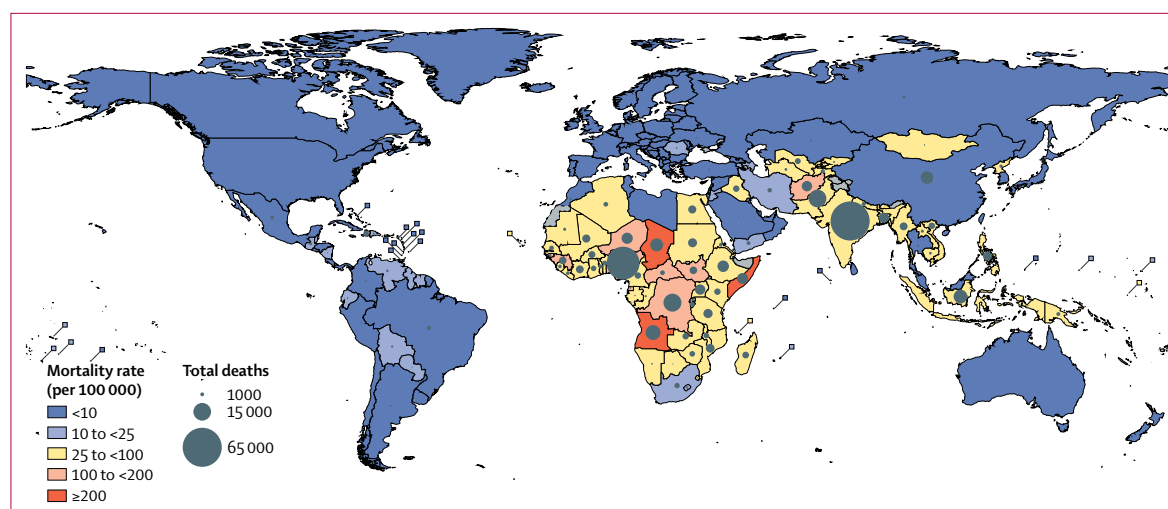 Mortality rate
(per 100 000)
<10
10 to <25
25 to <100
100 to <200
≥200
Total deaths
1000
15 000
65 000